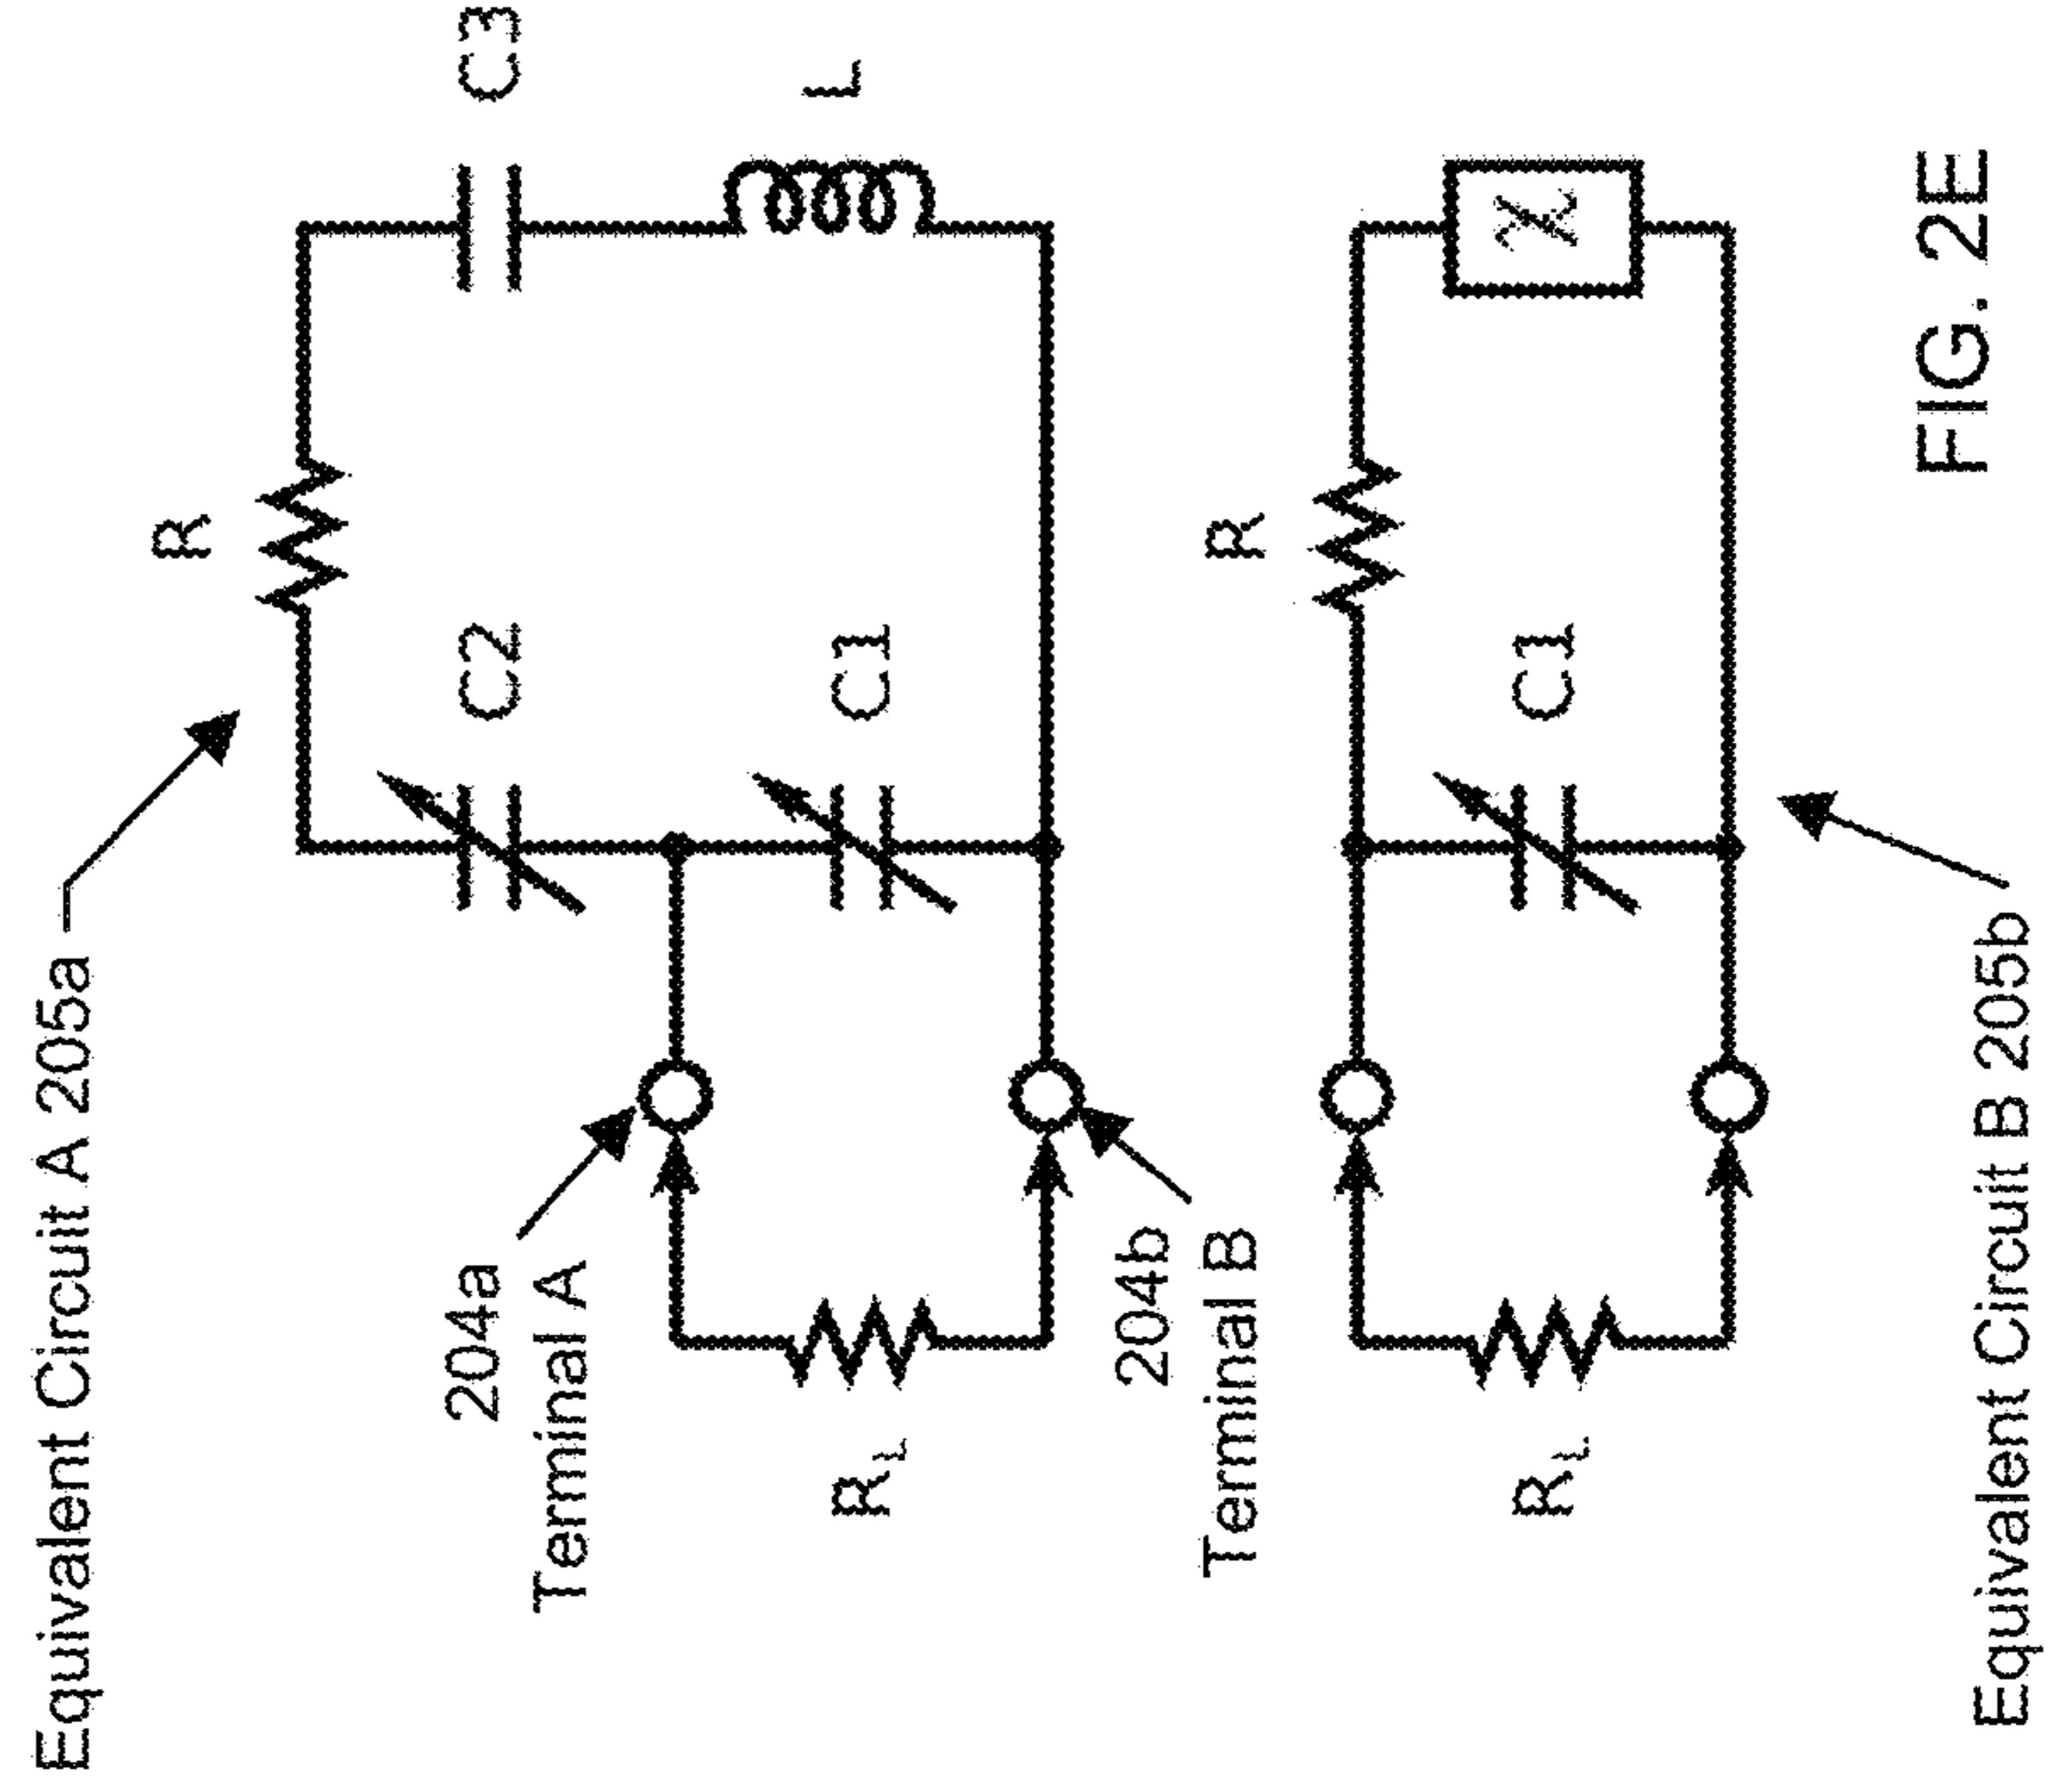 Equivalent Circuit A 205a
R
204a
Terminal A
C2
C3
R_L
C1
L
204b
Terminal B
R
R_L
C1
X
FIG. 2E
Equivalent Circuit B 205b